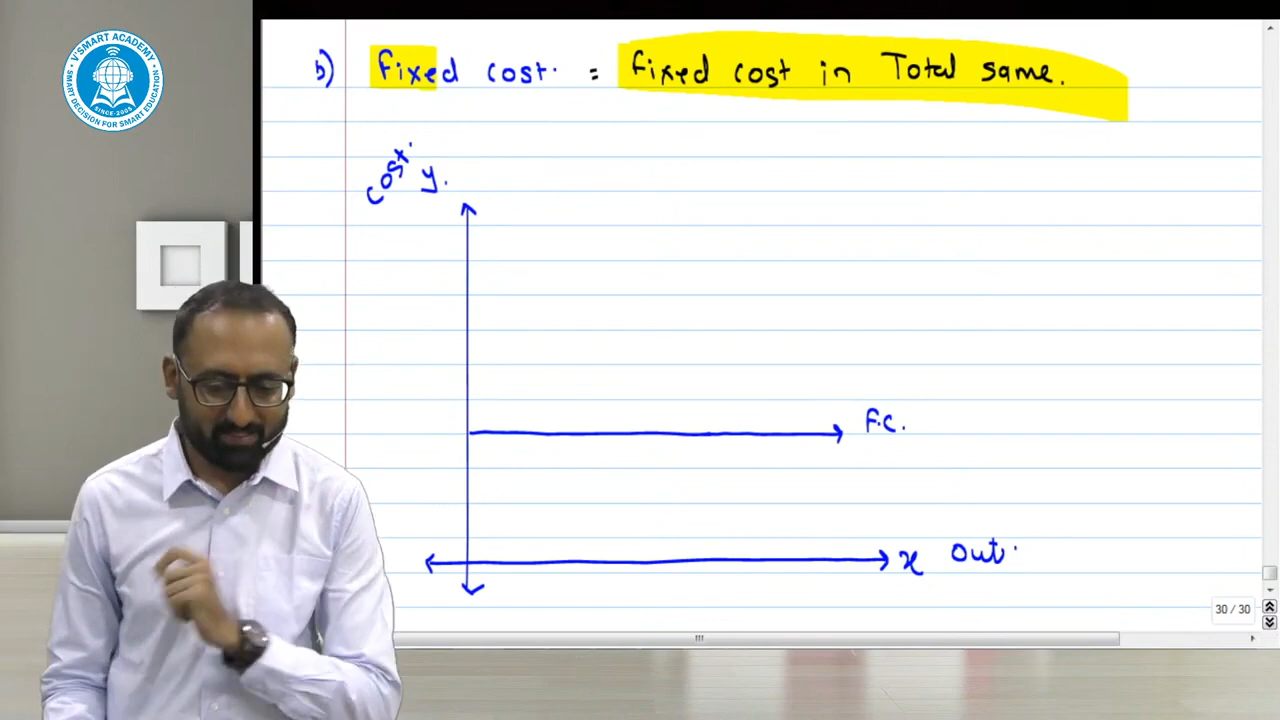 V'SMART ACADEMY
SMART DECISION FOR SMART EDUCATION
SINCE-2005
b) Fixed cost. = Fixed cost in Total same.
Cost. y.
F.C.
x Out.
30 / 30